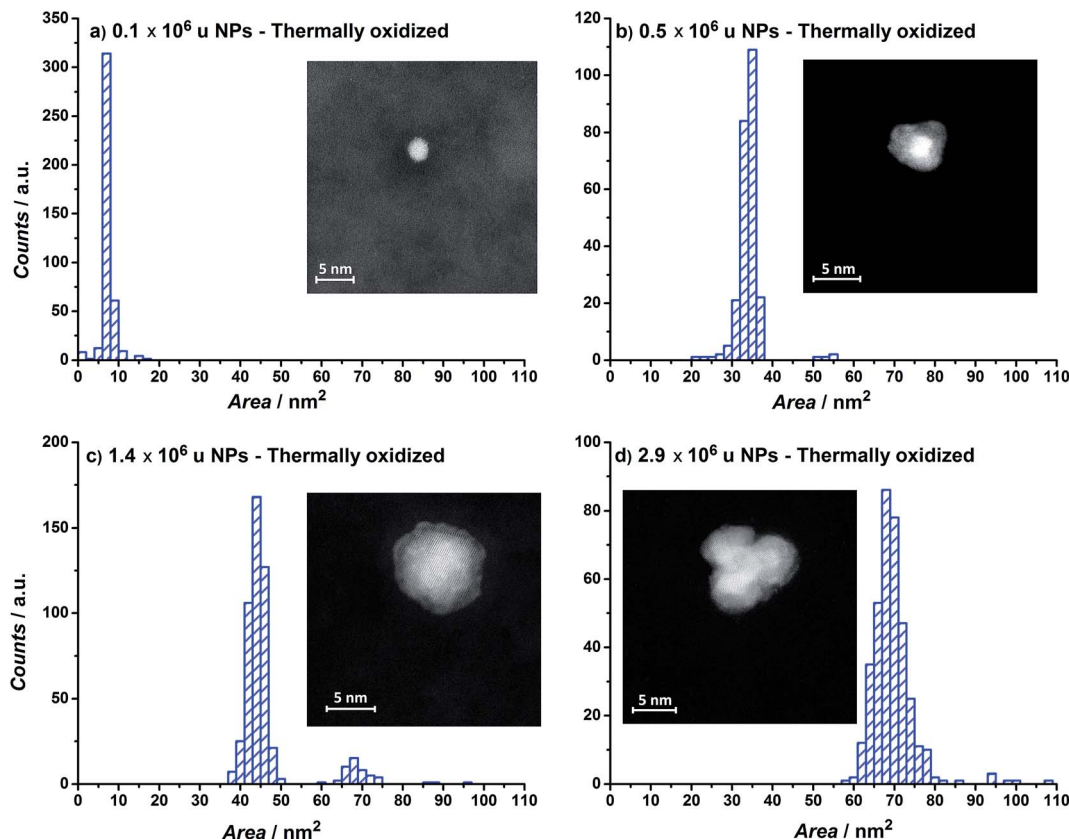 a) 0.1 × 10⁶ u NPs - Thermally oxidized
350
300
250
200
150
100
50
0
Counts / a.u.
5 nm
0 10 20 30 40 50 60 70 80 90 100 110
Area / nm²
b) 0.5 × 10⁶ u NPs - Thermally oxidized
120
100
80
60
40
20
0
5 nm
0 10 20 30 40 50 60 70 80 90 100 110
Area / nm²
c) 1.4 × 10⁶ u NPs - Thermally oxidized
200
150
100
50
0
Counts / a.u.
5 nm
0 10 20 30 40 50 60 70 80 90 100 110
Area / nm²
d) 2.9 × 10⁶ u NPs - Thermally oxidized
100
80
60
40
20
0
5 nm
0 10 20 30 40 50 60 70 80 90 100 110
Area / nm²